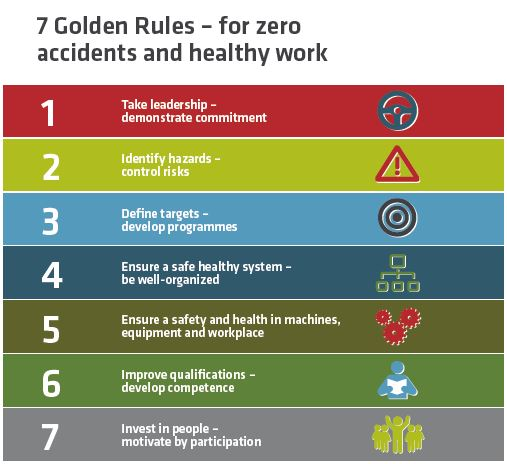 7 Golden Rules – for zero
accidents and healthy work
1
Take leadership –
demonstrate commitment
2
Identify hazards –
control risks
3
Define targets –
develop programmes
4
Ensure a safe healthy system –
be well-organized
5
Ensure a safety and health in machines,
equipment and workplace
6
Improve qualifications –
develop competence
7
Invest in people –
motivate by participation